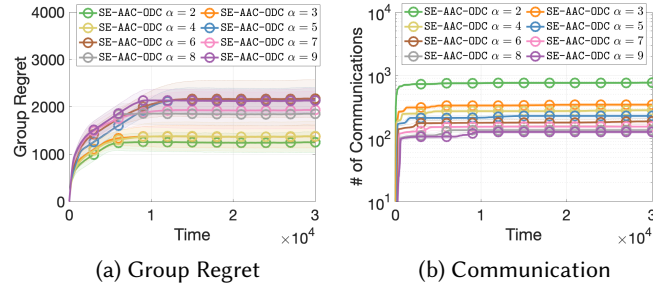 4000
3000
2000
1000
0
Group Regret
SE-AAC-ODC α = 2 SE-AAC-ODC α = 3
SE-AAC-ODC α = 4 SE-AAC-ODC α = 5
SE-AAC-ODC α = 6 SE-AAC-ODC α = 7
SE-AAC-ODC α = 8 SE-AAC-ODC α = 9
0 1 2 3
Time
×10⁴
(a) Group Regret
10⁴
10³
10²
10¹
# of Communications
SE-AAC-ODC α = 2 SE-AAC-ODC α = 3
SE-AAC-ODC α = 4 SE-AAC-ODC α = 5
SE-AAC-ODC α = 6 SE-AAC-ODC α = 7
SE-AAC-ODC α = 8 SE-AAC-ODC α = 9
0 1 2 3
Time
×10⁴
(b) Communication